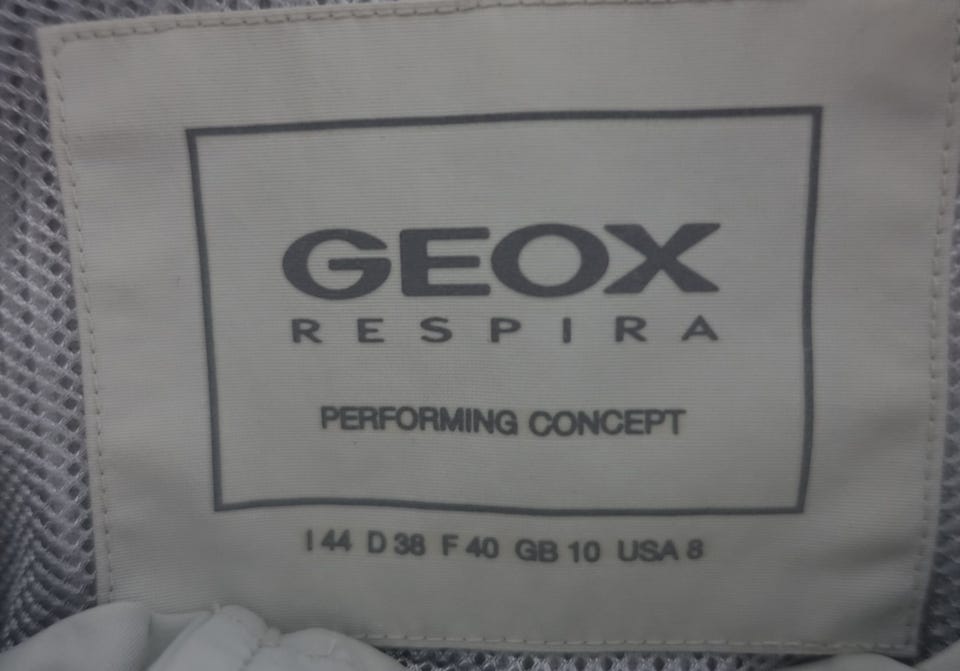 GEOX
RESPIRA
PERFORMING CONCEPT
I 44 D 38 F 40 GB 10 USA 8